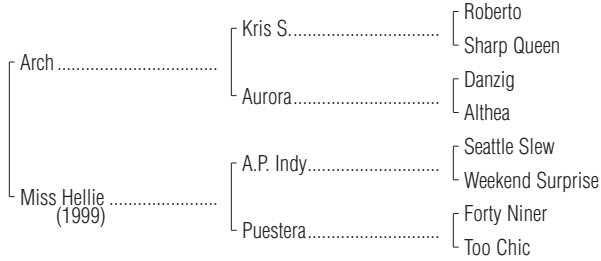 Roberto
Kris S.
Sharp Queen
Arch
Danzig
Aurora
Althea
Seattle Slew
A.P. Indy
Weekend Surprise
Miss Hellie
(1999)
Forty Niner
Puestera
Too Chic